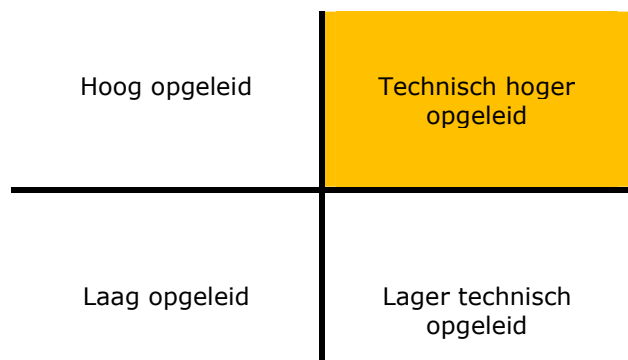 Hoog opgeleid
Technisch hoger
opgeleid
Laag opgeleid
Lager technisch
opgeleid